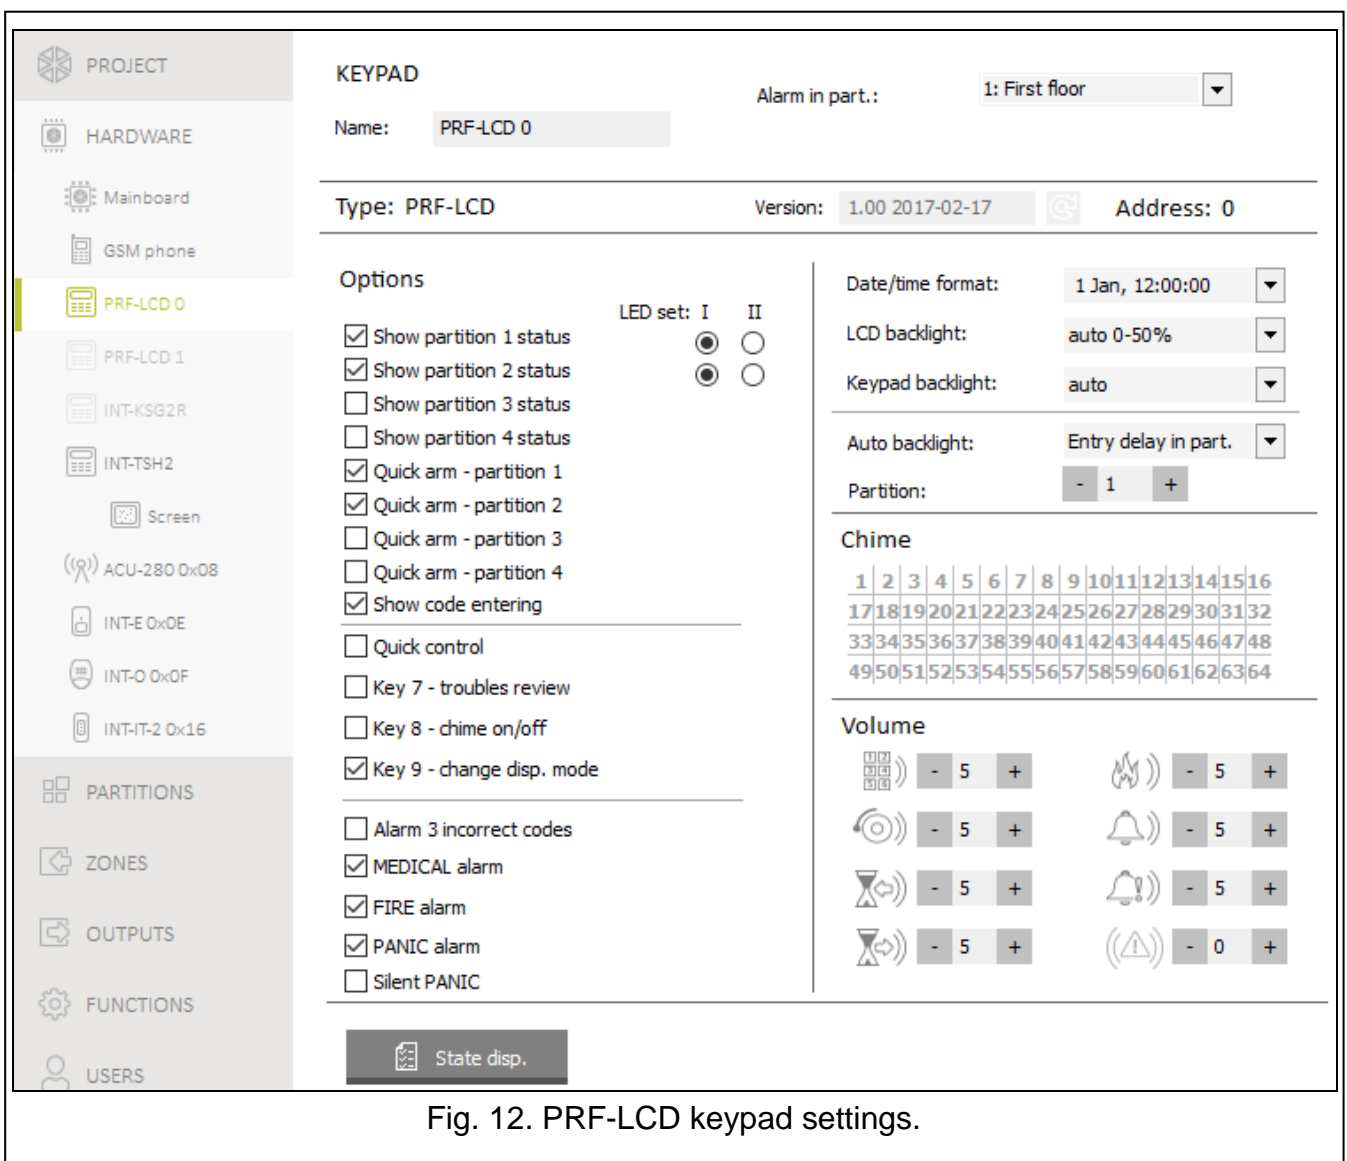 PROJECT
HARDWARE
Mainboard
GSM phone
PRF-LCD 0
PRF-LCD 1
INT-KSG2R
INT-TSH2
Screen
ACU-280 0x08
INT-E 0x0E
INT-O 0x0F
INT-IT-2 0x16
PARTITIONS
ZONES
OUTPUTS
FUNCTIONS
USERS
KEYPAD
Alarm in part.: 1: First floor
Name: PRF-LCD 0
Type: PRF-LCD Version: 1.00 2017-02-17 Address: 0
Options
LED set: I II
Show partition 1 status
Show partition 2 status
Show partition 3 status
Show partition 4 status
Quick arm - partition 1
Quick arm - partition 2
Quick arm - partition 3
Quick arm - partition 4
Show code entering
Quick control
Key 7 - troubles review
Key 8 - chime on/off
Key 9 - change disp. mode
Alarm 3 incorrect codes
MEDICAL alarm
FIRE alarm
PANIC alarm
Silent PANIC
Date/time format: 1 Jan, 12:00:00
LCD backlight: auto 0-50%
Keypad backlight: auto
Auto backlight: Entry delay in part.
Partition: - 1 +
Chime
1 2 3 4 5 6 7 8 9 10 11 12 13 14 15 16
17 18 19 20 21 22 23 24 25 26 27 28 29 30 31 32
33 34 35 36 37 38 39 40 41 42 43 44 45 46 47 48
49 50 51 52 53 54 55 56 57 58 59 60 61 62 63 64
Volume
1 2 3 4 5 6 - 5 + - 5 +
- 5 + - 5 +
- 5 + - 5 +
- 5 + - 0 +
State disp.
Fig. 12. PRF-LCD keypad settings.